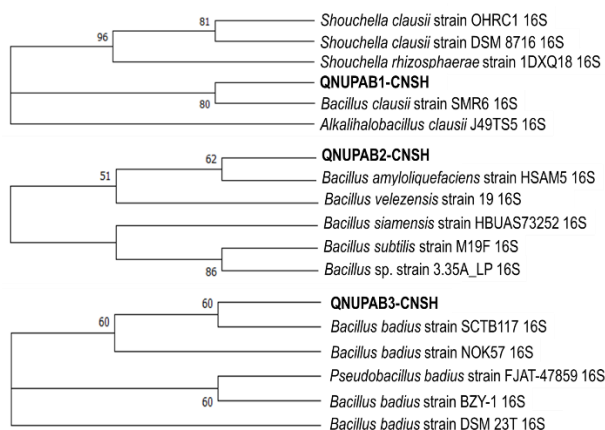 Shouchella clausii strain OHRC1 16S
81
Shouchella clausii strain DSM 8716 16S
96
Shouchella rhizosphaerae strain 1DXQ18 16S
QNUPAB1-CNSH
80
Bacillus clausii strain SMR6 16S
Alkalihalobacillus clausii J49TS5 16S
QNUPAB2-CNSH
62
Bacillus amyloliquefaciens strain HSAM5 16S
51
Bacillus velezensis strain 19 16S
Bacillus siamensis strain HBUAS73252 16S
Bacillus subtilis strain M19F 16S
86
Bacillus sp. strain 3.35A_LP 16S
QNUPAB3-CNSH
60
Bacillus badius strain SCTB117 16S
60
Bacillus badius strain NOK57 16S
Pseudobacillus badius strain FJAT-47859 16S
60
Bacillus badius strain BZY-1 16S
Bacillus badius strain DSM 23T 16S